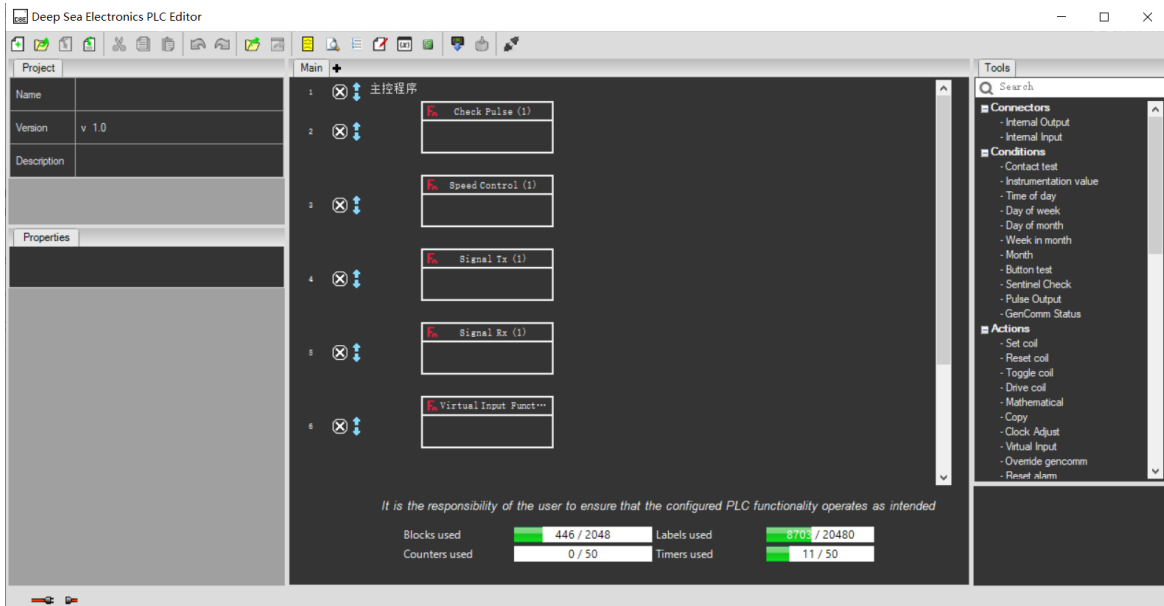 DSE Deep Sea Electronics PLC Editor
Project
Name
Version v 1.0
Description
Properties
Main
1 主控程序
Fn Check Pulse (1)
2
Fn Speed Control (1)
3
Fn Signal Tx (1)
4
Fn Signal Rx (1)
5
Fn Virtual Input Funct···
6
It is the responsibility of the user to ensure that the configured PLC functionality operates as intended
Blocks used 446 / 2048 Labels used 8703 / 20480
Counters used 0 / 50 Timers used 11 / 50
Tools
Search
Connectors
- Internal Output
- Internal Input
Conditions
- Contact test
- Instrumentation value
- Time of day
- Day of week
- Day of month
- Week in month
- Month
- Button test
- Sentinel Check
- Pulse Output
- GenComm Status
Actions
- Set coil
- Reset coil
- Toggle coil
- Drive coil
- Mathematical
- Copy
- Clock Adjust
- Virtual Input
- Override gencomm
- Reset alarm